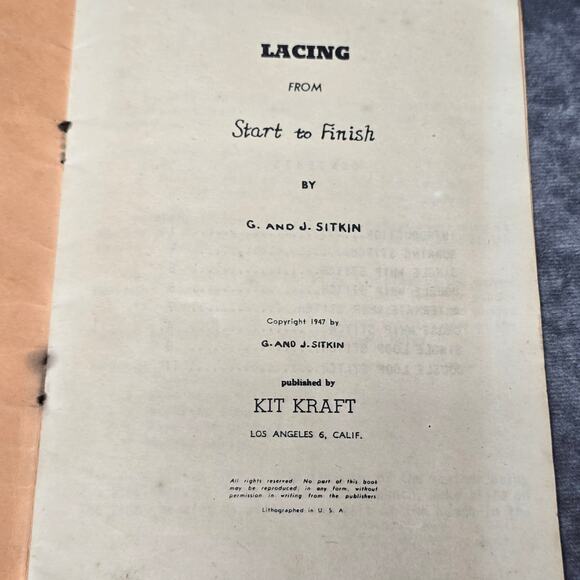 LACING
FROM
Start to Finish
BY
G. AND J. SITKIN
Copyright 1947 by
G. AND J. SITKIN
published by
KIT KRAFT
LOS ANGELES 6, CALIF.
All rights reserved. No part of this book
may be reproduced, in any form, without
permission in writing from the publishers.
Lithographed in U. S. A.